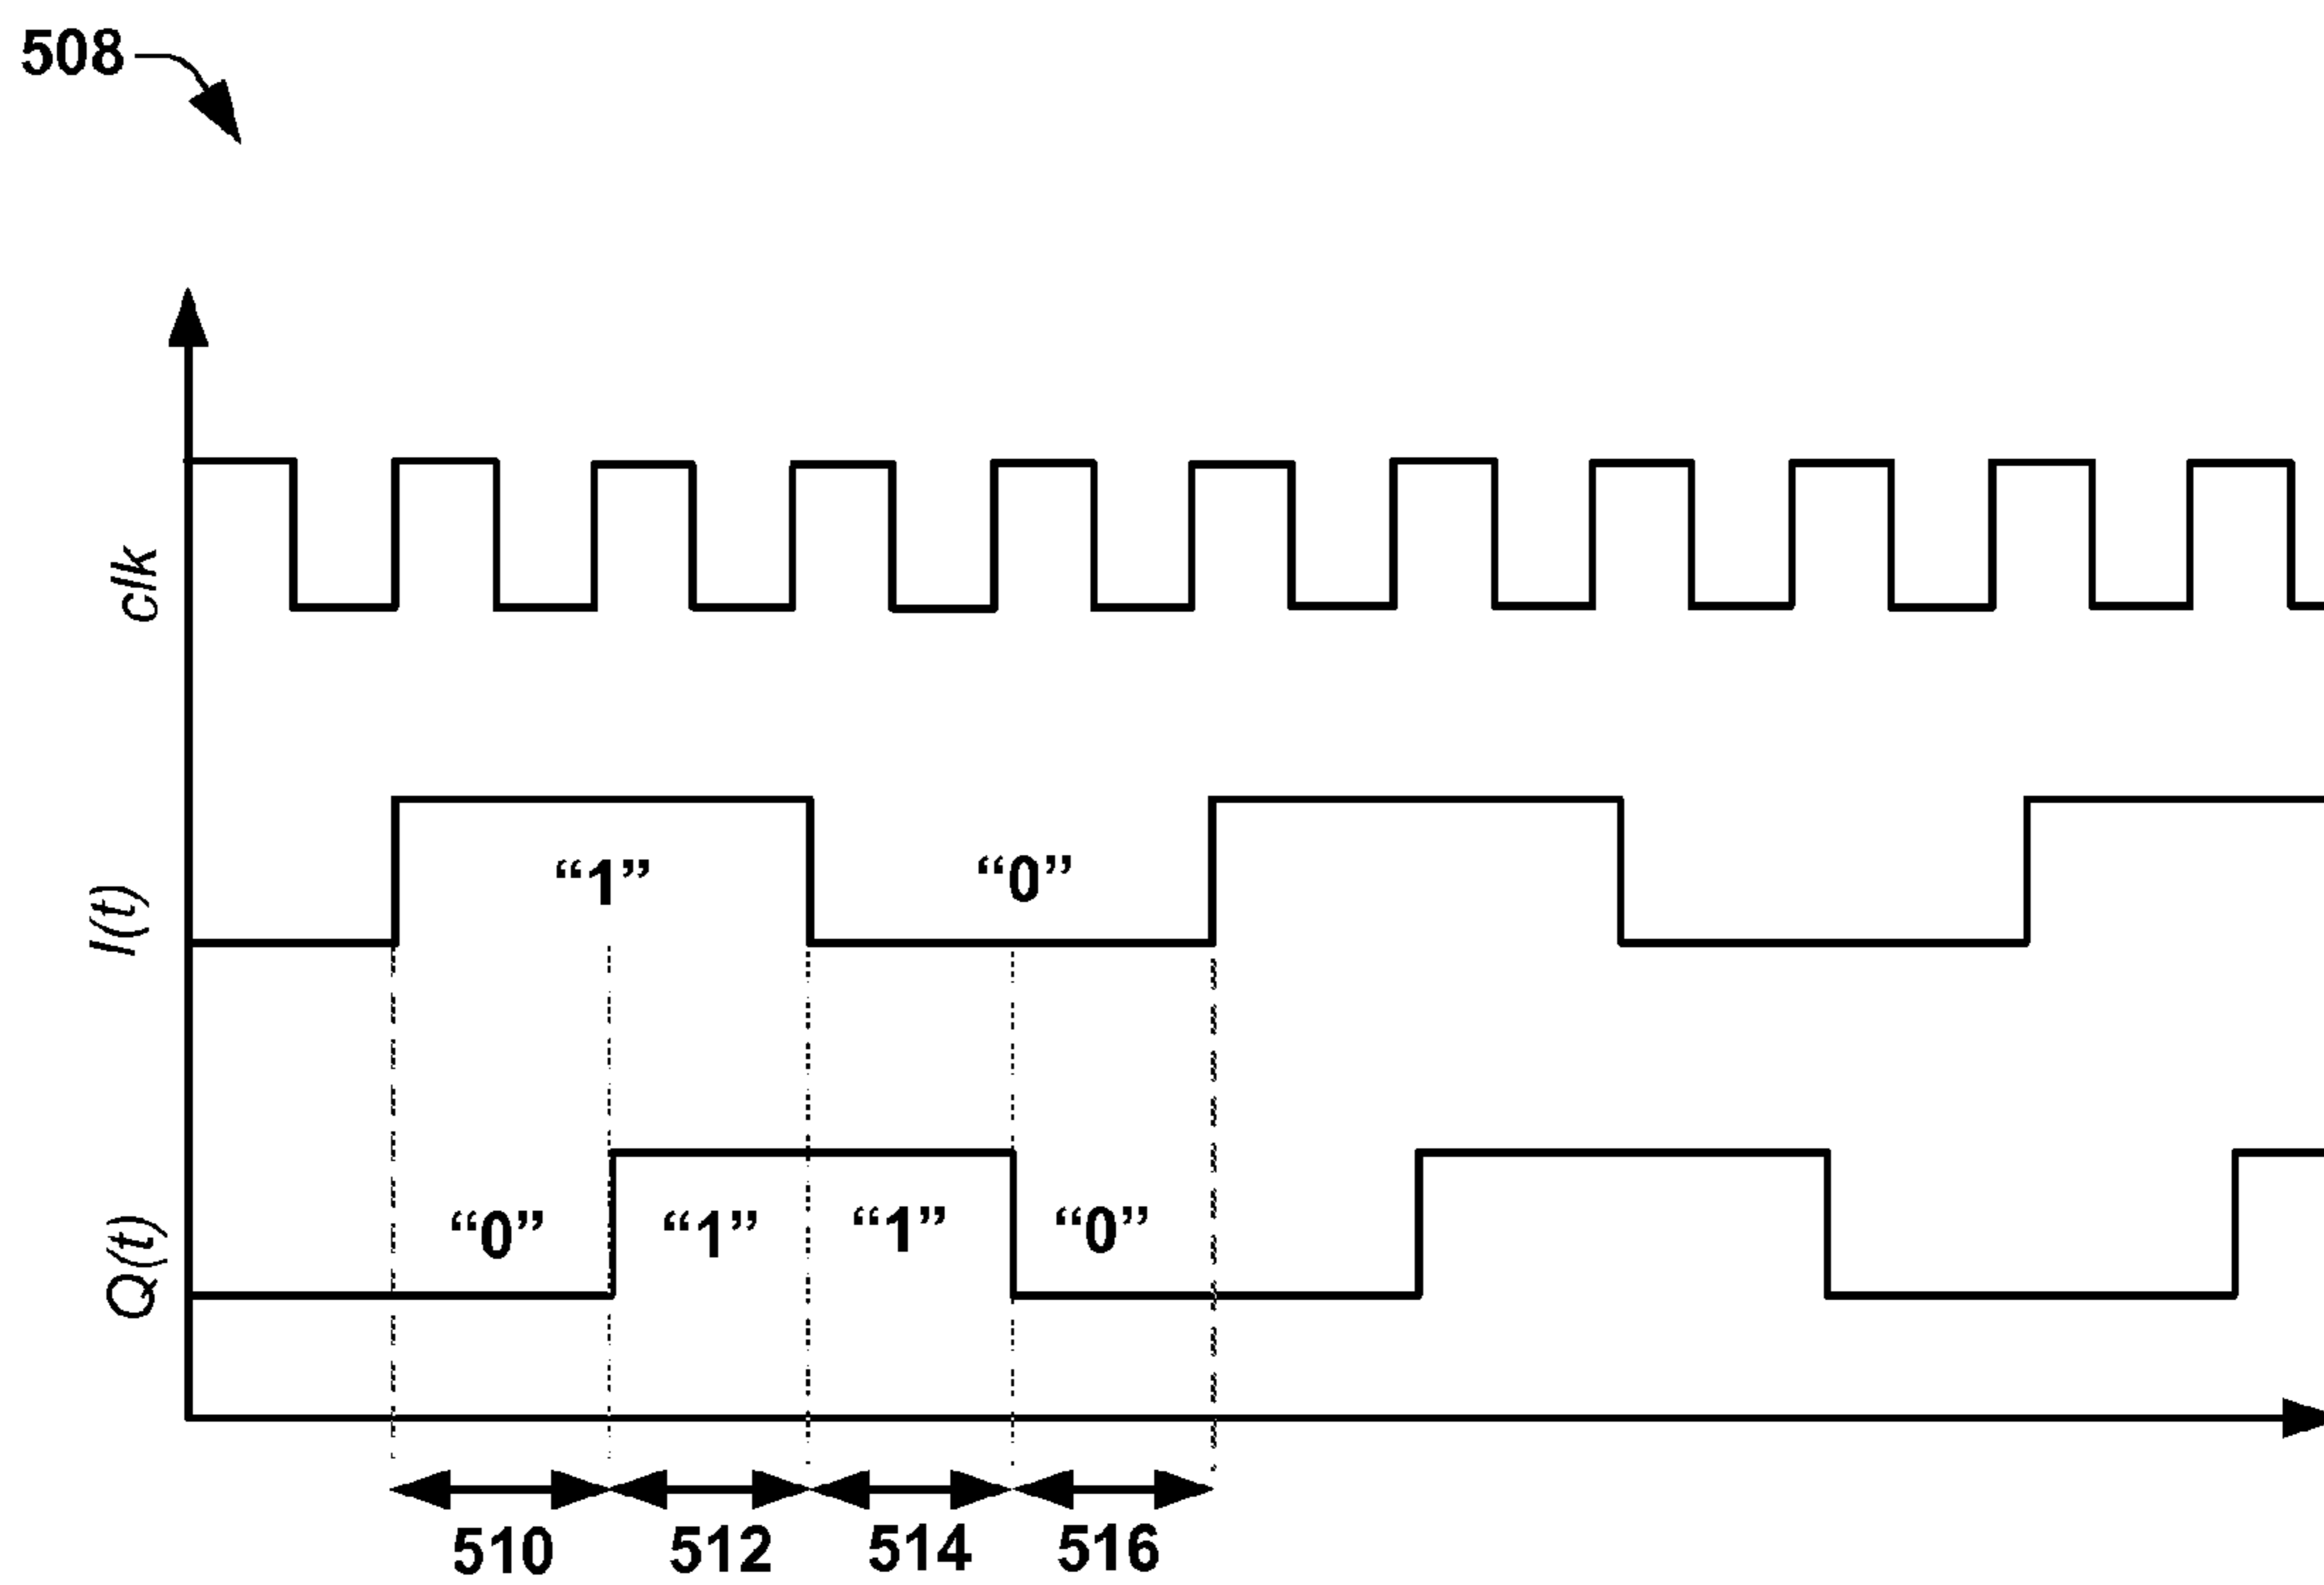 508
clk
I(t)
“1” “0”
Q(t)
“0” “1” “1” “0”
510 512 514 516